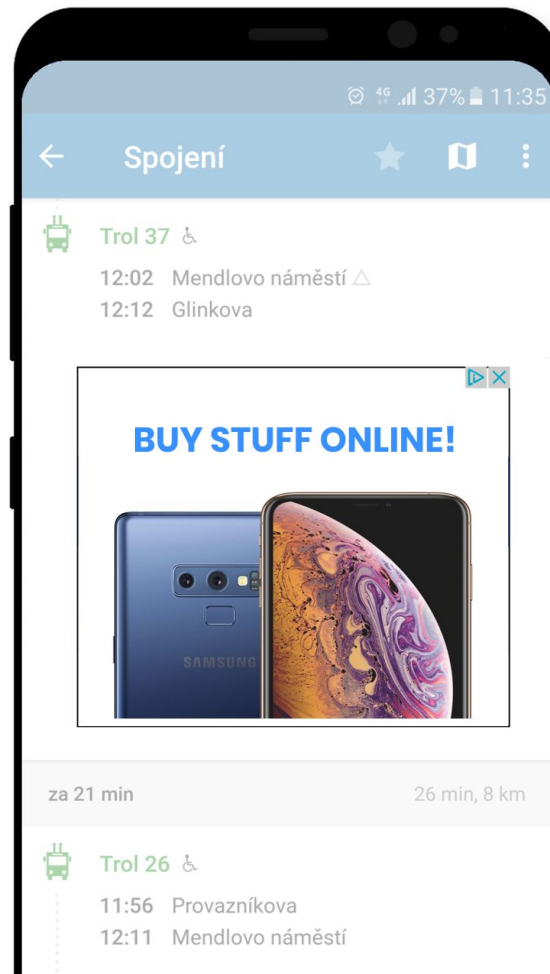 4G 37% 11:35
Spojení
Trol 37
12:02 Mendlovo náměstí
12:12 Glinkova
BUY STUFF ONLINE!
SAMSUNG
za 21 min 26 min, 8 km
Trol 26
11:56 Provazníkova
12:11 Mendlovo náměstí